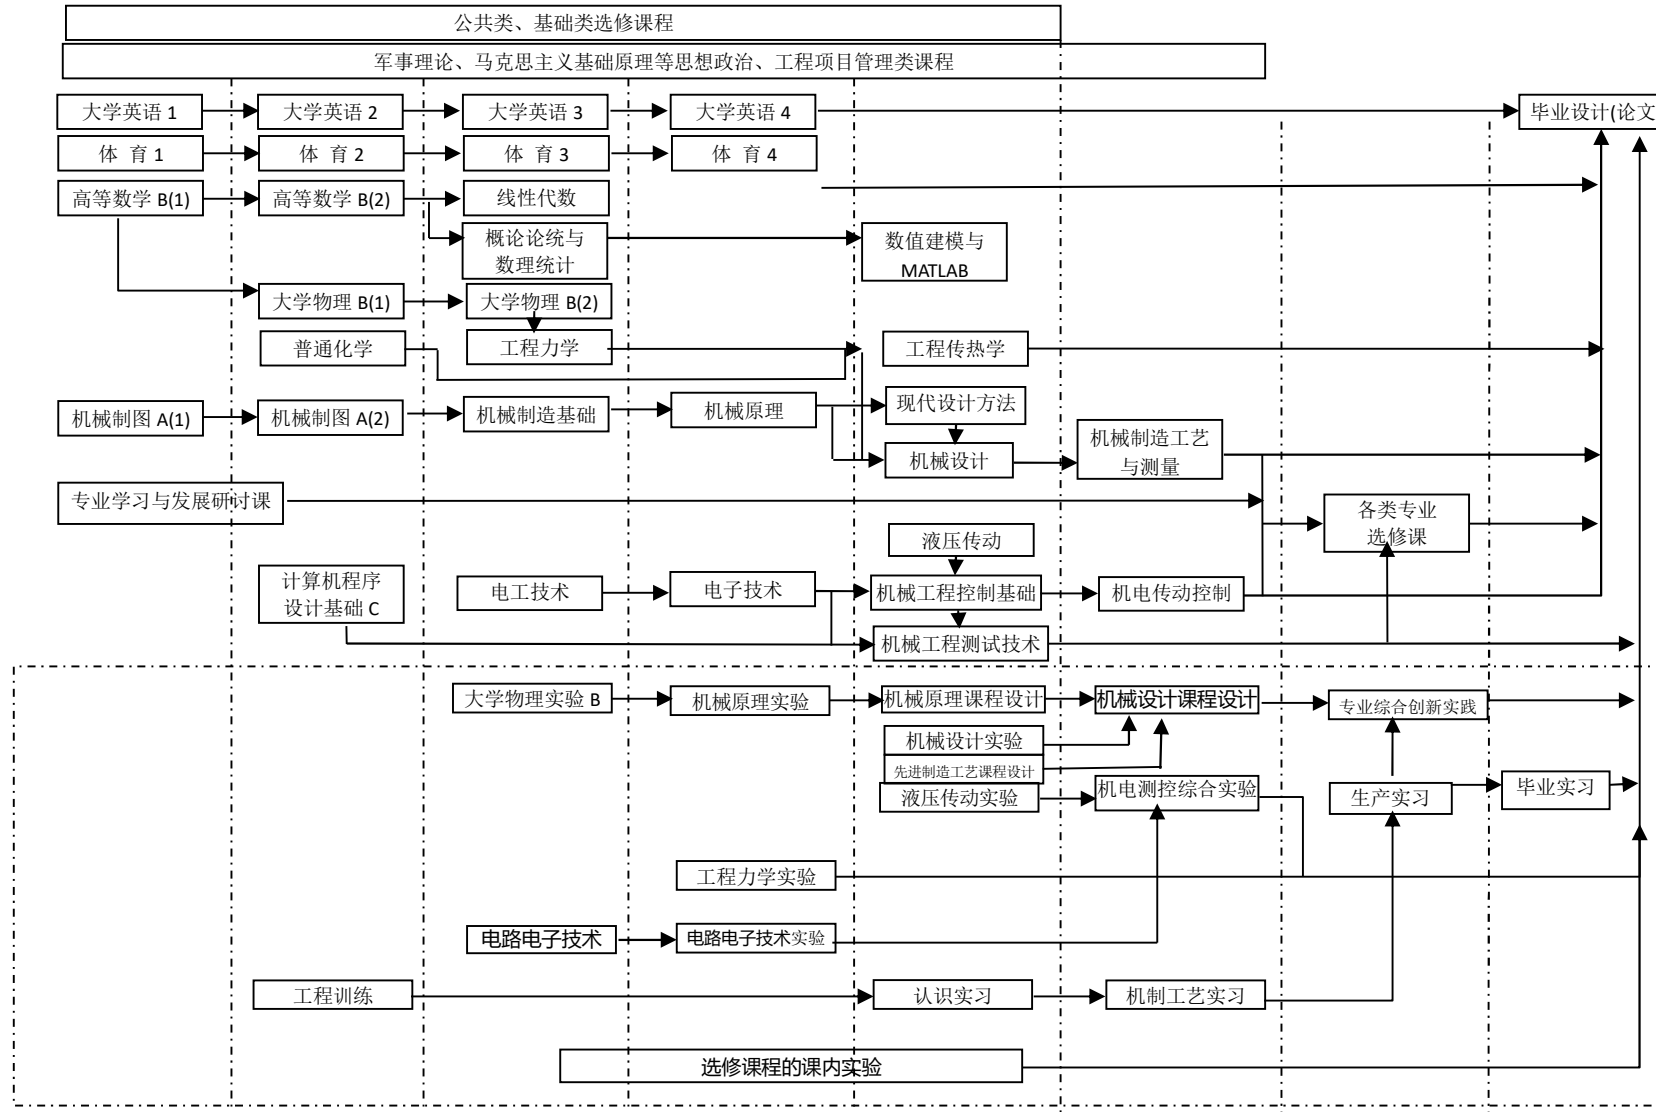 公共类、基础类选修课程
军事理论、马克思主义基础原理等思想政治、工程项目管理类课程
大学英语 1
大学英语 2
大学英语 3
大学英语 4
毕业设计(论文
体 育 1
体 育 2
体 育 3
体 育 4
高等数学 B(1)
高等数学 B(2)
线性代数
概论论统与
数理统计
数值建模与
MATLAB
大学物理 B(1)
大学物理 B(2)
普通化学
工程力学
工程传热学
机械制图 A(1)
机械制图 A(2)
机械制造基础
机械原理
现代设计方法
机械设计
机械制造工艺
与测量
专业学习与发展研讨课
各类专业
选修课
液压传动
计算机程序
设计基础 C
电工技术
电子技术
机械工程控制基础
机电传动控制
机械工程测试技术
大学物理实验 B
机械原理实验
机械原理课程设计
机械设计课程设计
专业综合创新实践
机械设计实验
先进制造工艺课程设计
液压传动实验
机电测控综合实验
生产实习
毕业实习
工程力学实验
电路电子技术
电路电子技术实验
工程训练
认识实习
机制工艺实习
选修课程的课内实验